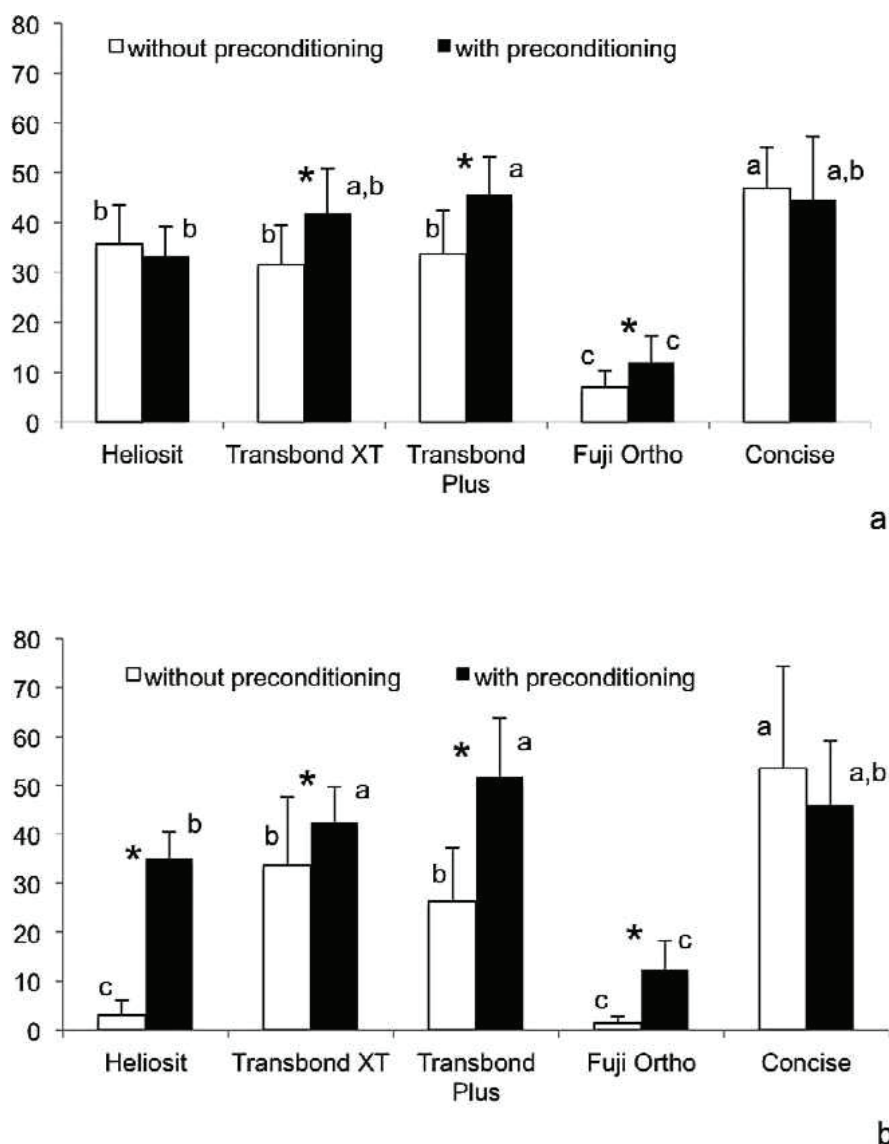 80
without preconditioning with preconditioning
70
60
50
40
30
20
10
0
b b b * a,b b * a c * c a a,b
Heliosit Transbond XT Transbond Plus Fuji Ortho Concise
a
80
without preconditioning with preconditioning
70
60
50
40
30
20
10
0
c * b b * a b * a c * c a a,b
Heliosit Transbond XT Transbond Plus Fuji Ortho Concise
b